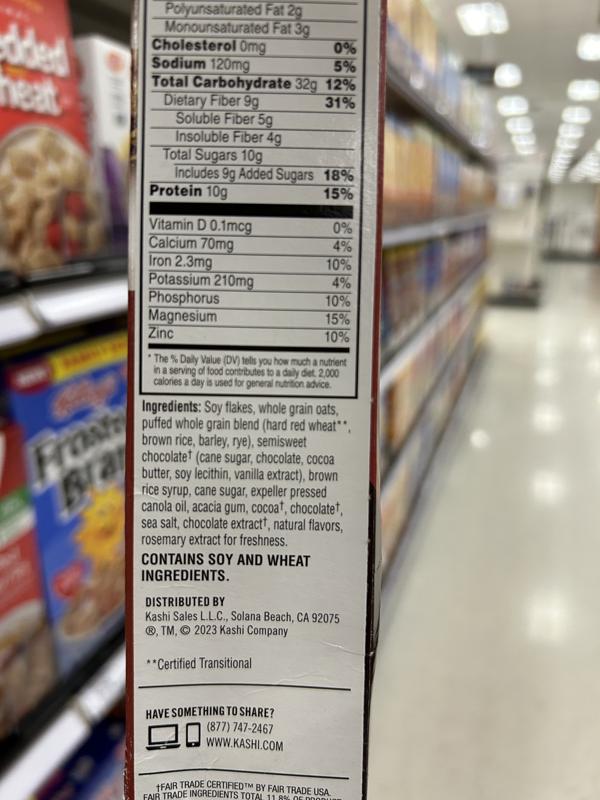 Polyunsaturated Fat 2g
Monounsaturated Fat 3g
Cholesterol 0mg 0%
Sodium 120mg 5%
Total Carbohydrate 32g 12%
Dietary Fiber 9g 31%
Soluble Fiber 5g
Insoluble Fiber 4g
Total Sugars 10g
Includes 9g Added Sugars 18%
Protein 10g 15%
Vitamin D 0.1mcg 0%
Calcium 70mg 4%
Iron 2.3mg 10%
Potassium 210mg 4%
Phosphorus 10%
Magnesium 15%
Zinc 10%
* The % Daily Value (DV) tells you how much a nutrient
in a serving of food contributes to a daily diet. 2,000
calories a day is used for general nutrition advice.
Ingredients: Soy flakes, whole grain oats,
puffed whole grain blend (hard red wheat**,
brown rice, barley, rye), semisweet
chocolate† (cane sugar, chocolate, cocoa
butter, soy lecithin, vanilla extract), brown
rice syrup, cane sugar, expeller pressed
canola oil, acacia gum, cocoa†, chocolate†,
sea salt, chocolate extract†, natural flavors,
rosemary extract for freshness.
CONTAINS SOY AND WHEAT
INGREDIENTS.
DISTRIBUTED BY
Kashi Sales L.L.C., Solana Beach, CA 92075
®, TM, © 2023 Kashi Company
**Certified Transitional
HAVE SOMETHING TO SHARE?
(877) 747-2467
WWW.KASHI.COM
†FAIR TRADE CERTIFIED™ BY FAIR TRADE USA.
FAIR TRADE INGREDIENTS TOTAL 11.8% OF PRODUCT